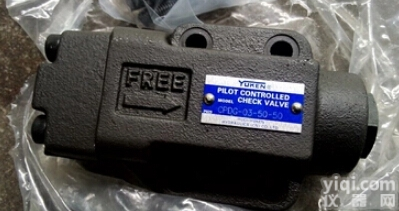 FREE
YUKEN
PILOT CONTROLLED
MODEL CHECK VALVE
CPDG-03-50-50
yiqi.com
仪器网